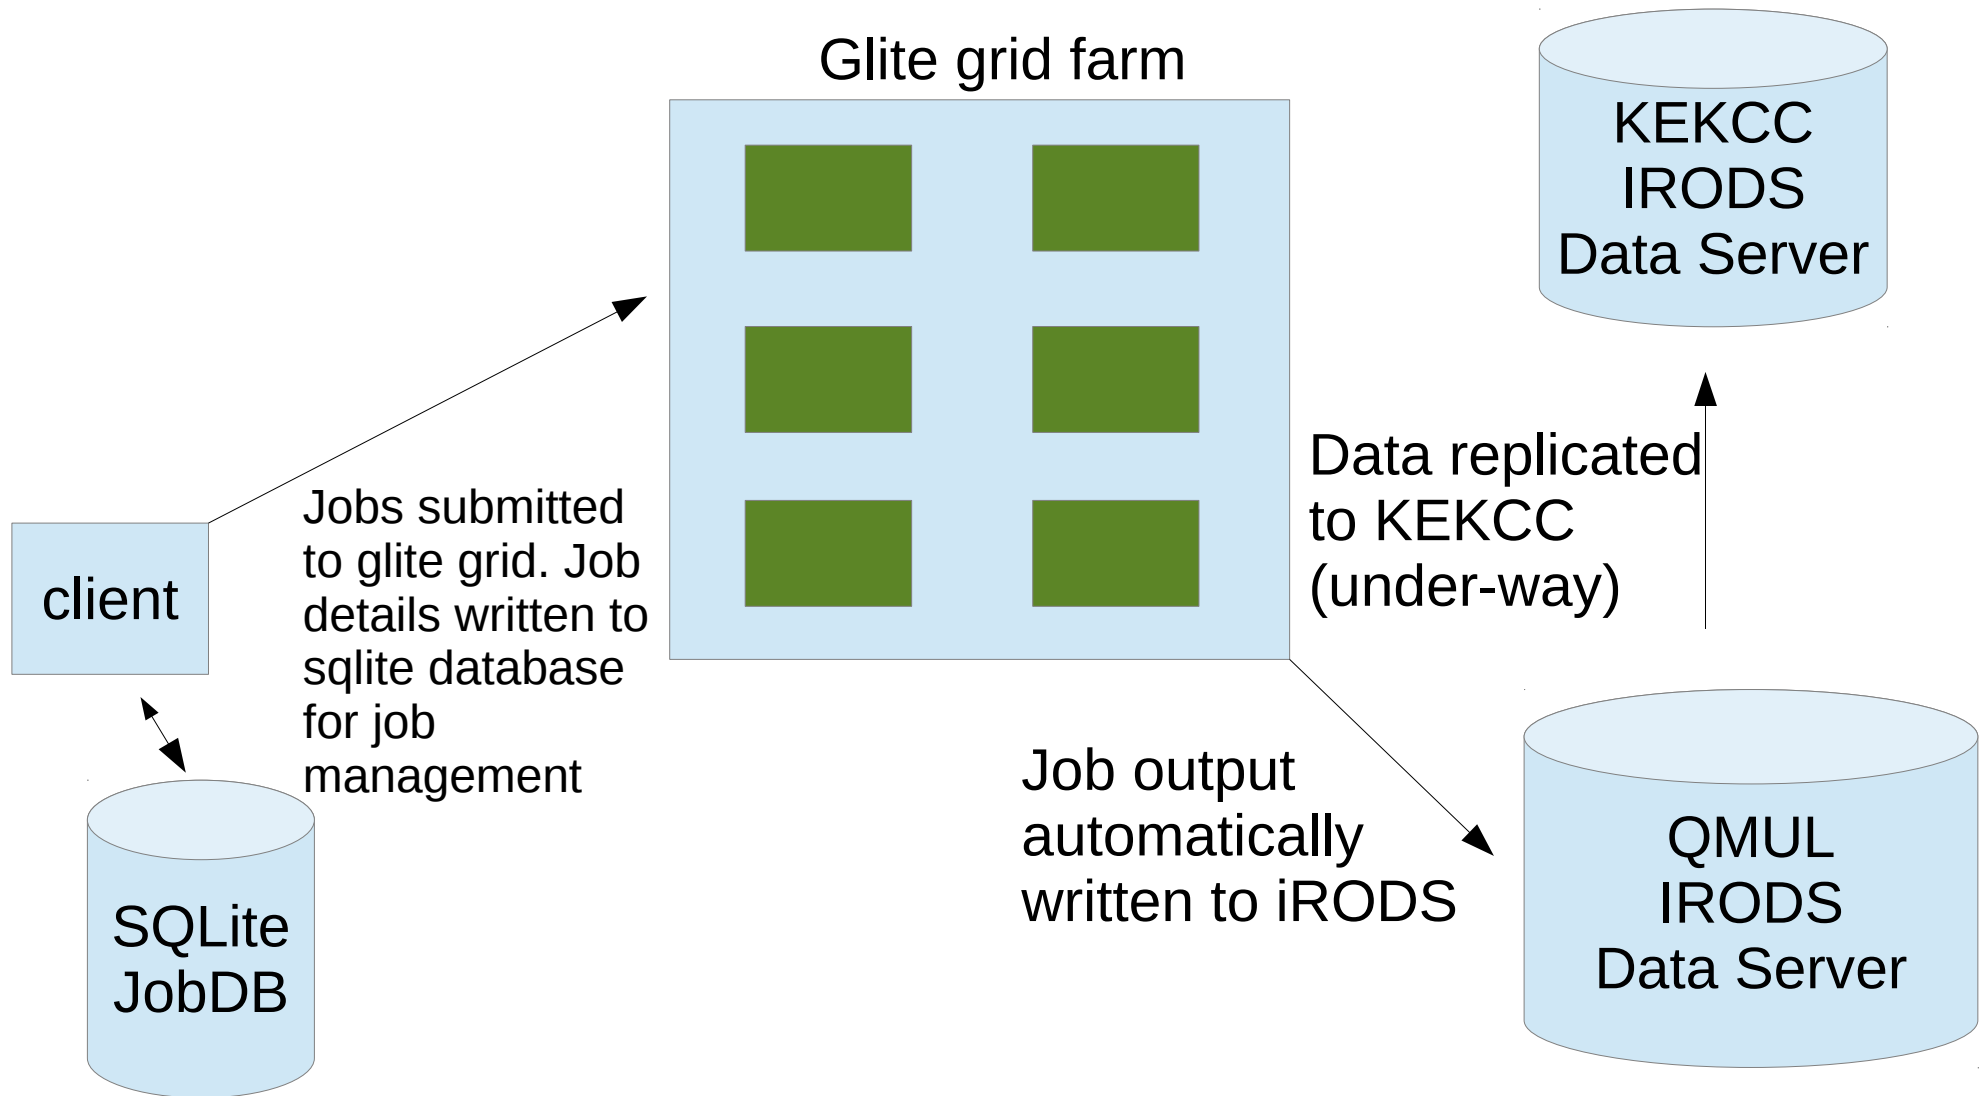 Glite grid farm
KEKCC
IRODS
Data Server
client
Jobs submitted
to glite grid. Job
details written to
sqlite database
for job
management
Data replicated
to KEKCC
(under-way)
SQLite
JobDB
Job output
automatically
written to iRODS
QMUL
IRODS
Data Server